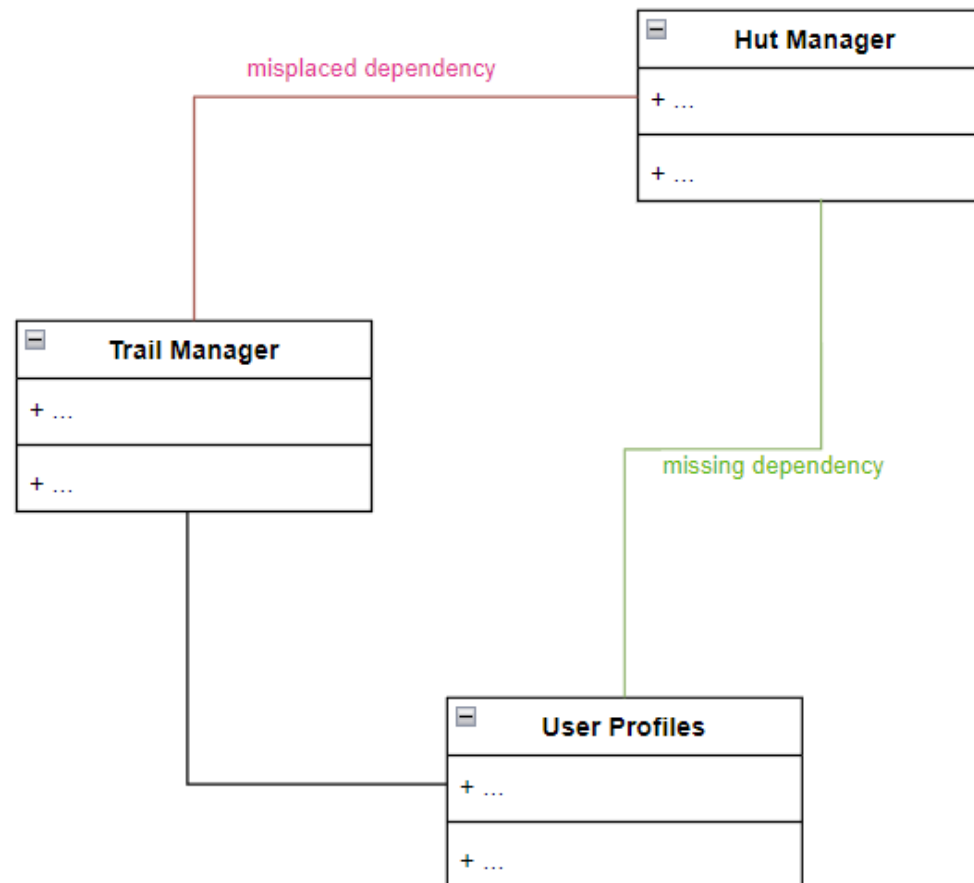 Hut Manager
misplaced dependency
+ ...
+ ...
Trail Manager
+ ...
missing dependency
+ ...
User Profiles
+ ...
+ ...